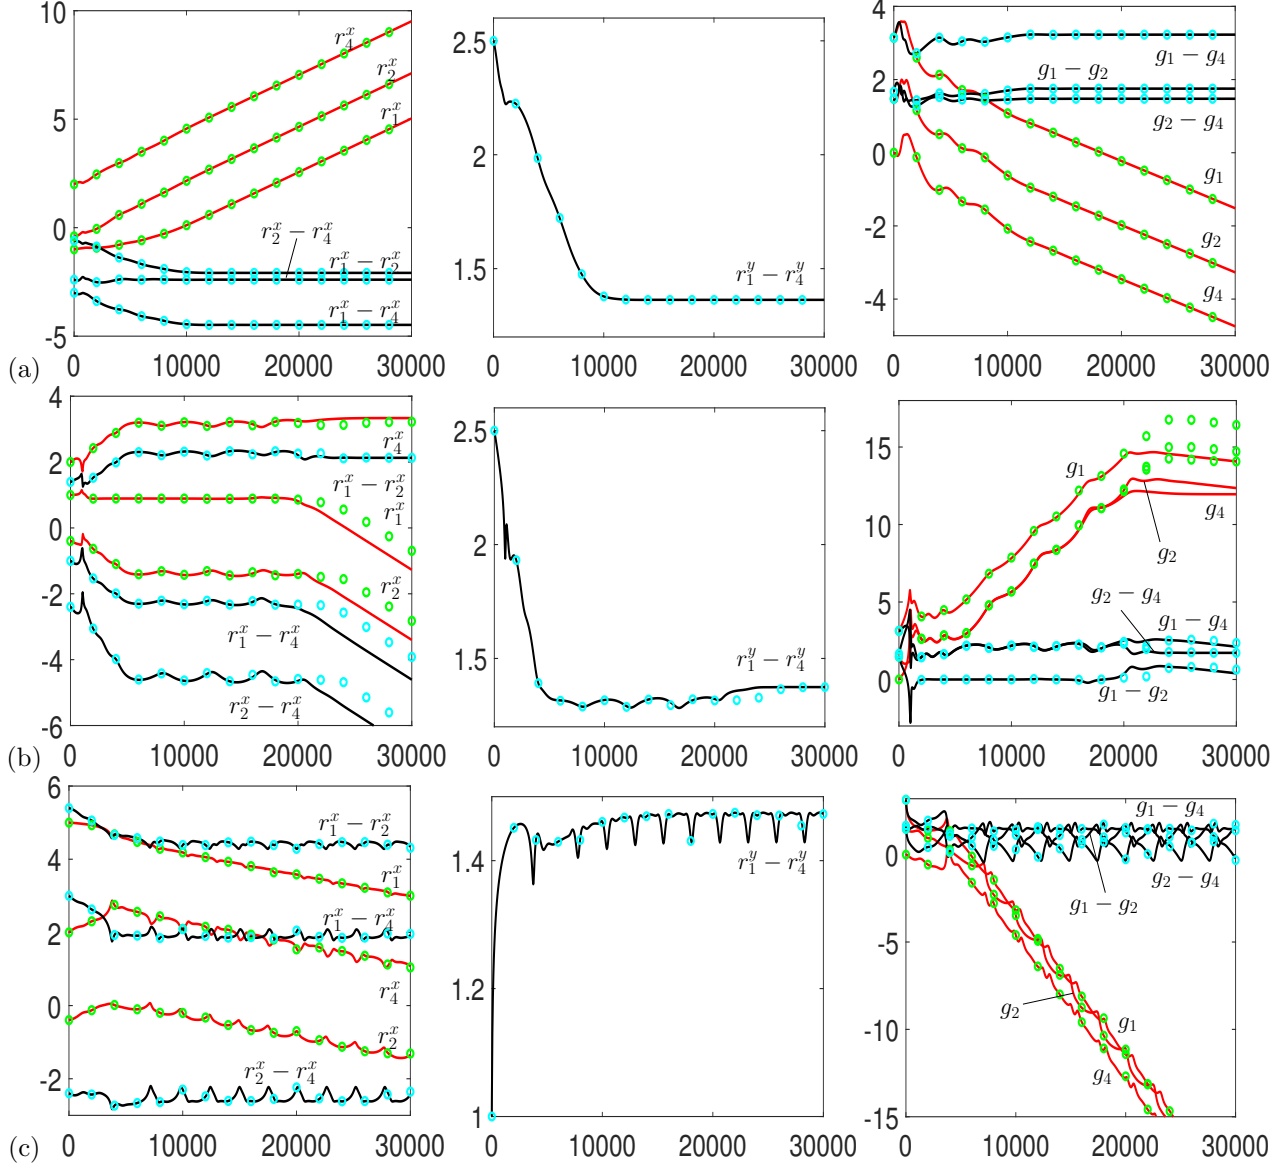 10
5
0
-5
r_4^x
r_2^x
r_1^x
r_2^x − r_4^x
r_1^x − r_2^x
r_1^x − r_4^x
0 10000 20000 30000
2.5
2
1.5
r_1^y − r_4^y
0 10000 20000 30000
4
2
0
-2
-4
g_1 − g_4
g_1 − g_2
g_2 − g_4
g_1
g_2
g_4
0 10000 20000 30000
(a)
4
2
0
-2
-4
-6
r_4^x
r_1^x − r_2^x
r_1^x
r_2^x
r_1^x − r_4^x
r_2^x − r_4^x
0 10000 20000 30000
2.5
2
1.5
r_1^y − r_4^y
0 10000 20000 30000
15
10
5
0
g_1
g_4
g_2
g_2 − g_4
g_1 − g_4
g_1 − g_2
0 10000 20000 30000
(b)
6
4
2
0
-2
r_1^x − r_2^x
r_1^x
r_1^x − r_4^x
r_4^x
r_2^x
r_2^x − r_4^x
0 10000 20000 30000
1.4
1.2
1
r_1^y − r_4^y
0 10000 20000 30000
0
-5
-10
-15
g_1 − g_4
g_2 − g_4
g_1 − g_2
g_2
g_1
g_4
0 10000 20000 30000
(c)